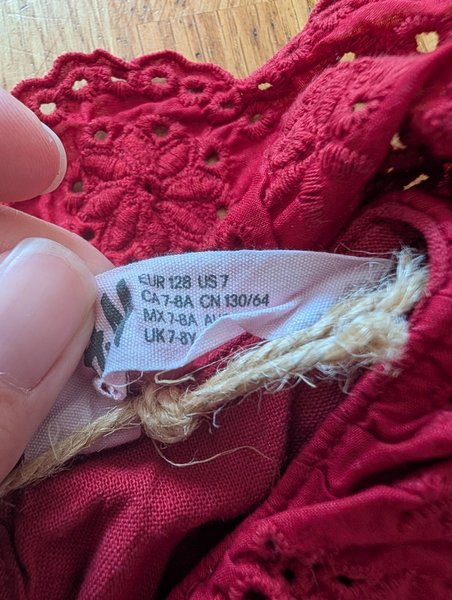 EUR 128 US 7
CA 7-8A CN 130/64
MX 7-8A
UK 7-8Y